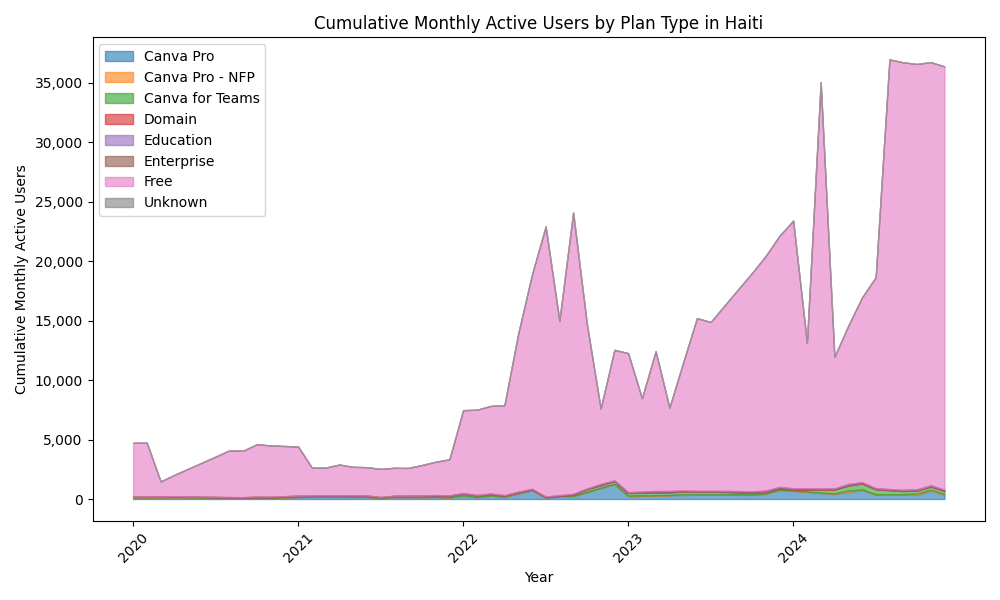 Cumulative Monthly Active Users by Plan Type in Haiti
Canva Pro
Canva Pro - NFP
Canva for Teams
Domain
Education
Enterprise
Free
Unknown
Cumulative Monthly Active Users
35,000
30,000
25,000
20,000
15,000
10,000
5,000
0
2020
2021
2022
2023
2024
Year